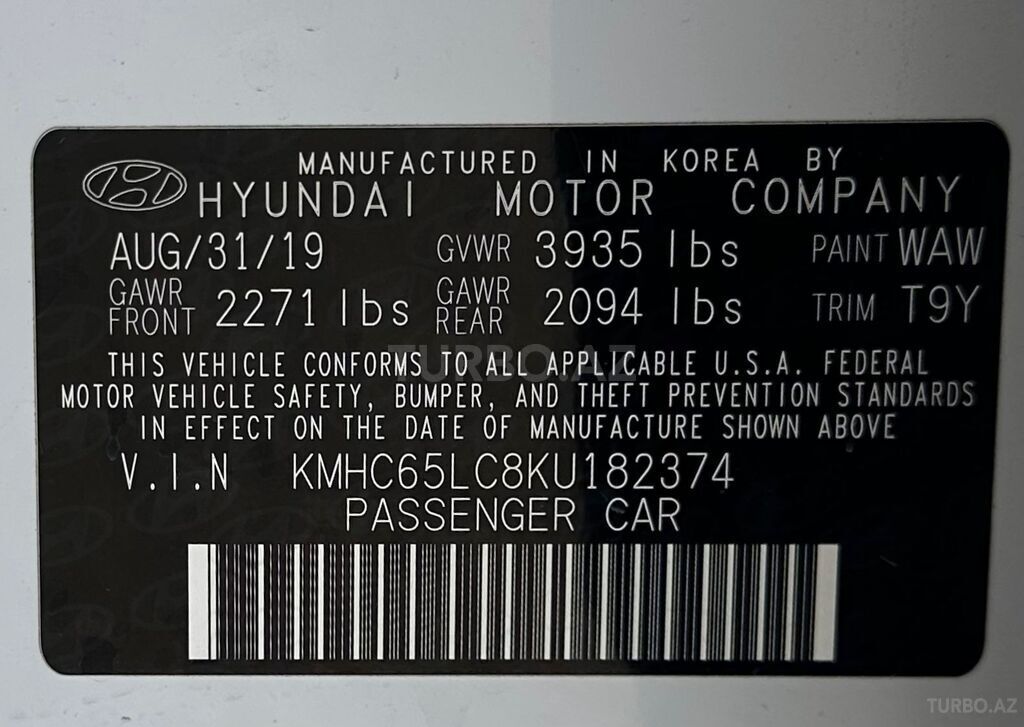 MANUFACTURED IN KOREA BY
HYUNDAI MOTOR COMPANY
AUG/31/19 GVWR 3935 lbs PAINT WAW
GAWR FRONT 2271 lbs GAWR REAR 2094 lbs TRIM T9Y
THIS VEHICLE CONFORMS TO ALL APPLICABLE U.S.A. FEDERAL
MOTOR VEHICLE SAFETY, BUMPER, AND THEFT PREVENTION STANDARDS
IN EFFECT ON THE DATE OF MANUFACTURE SHOWN ABOVE
V.I.N KMHC65LC8KU182374
PASSENGER CAR
TURBO.AZ
TURBO.AZ